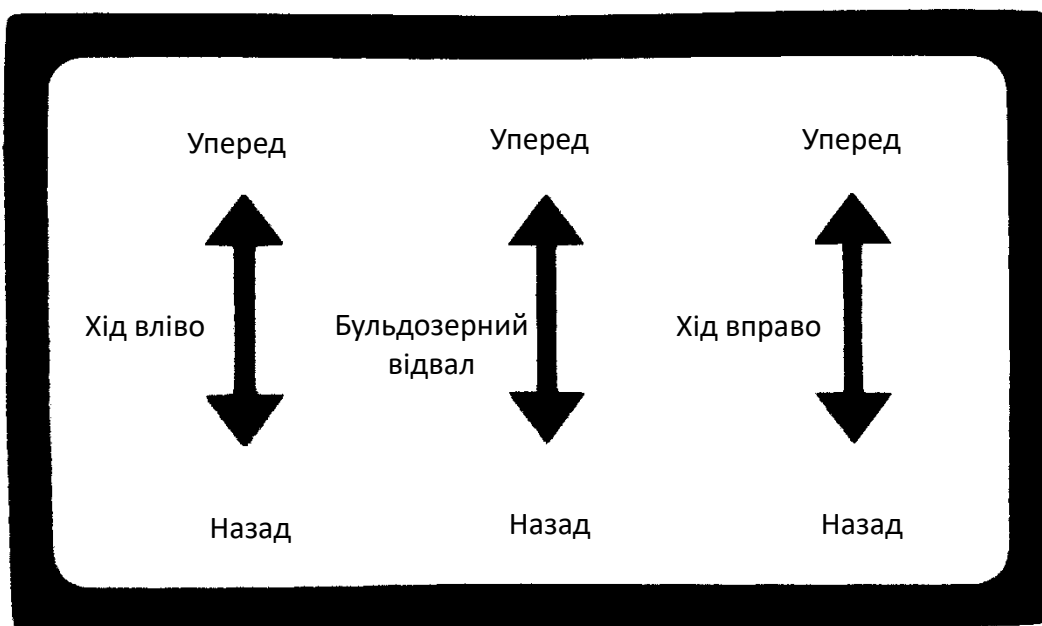 Уперед
Уперед
Уперед
Хід вліво
Бульдозерний
відвал
Хід вправо
Назад
Назад
Назад